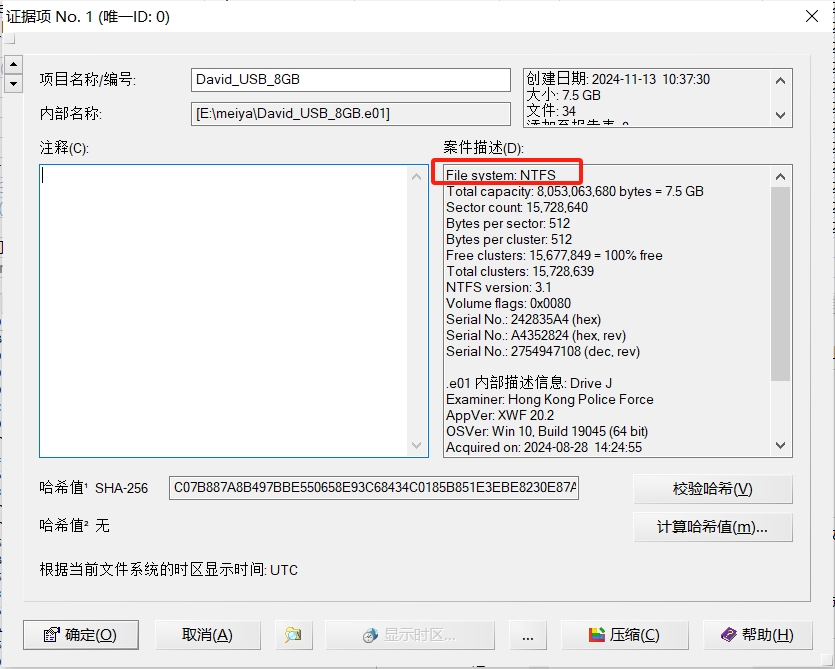 证据项 No. 1 (唯一ID: 0)
项目名称/编号:
David_USB_8GB
创建日期: 2024-11-13 10:37:30
大小: 7.5 GB
文件: 34
内部名称:
[E:\meiya\David_USB_8GB.e01]
注释(C):
案件描述(D):
File system: NTFS
Total capacity: 8,053,063,680 bytes = 7.5 GB
Sector count: 15,728,640
Bytes per sector: 512
Bytes per cluster: 512
Free clusters: 15,677,849 = 100% free
Total clusters: 15,728,639
NTFS version: 3.1
Volume flags: 0x0080
Serial No.: 242835A4 (hex)
Serial No.: A4352824 (hex, rev)
Serial No.: 2754947108 (dec, rev)
.e01 内部描述信息: Drive J
Examiner: Hong Kong Police Force
AppVer: XWF 20.2
OSVer: Win 10, Build 19045 (64 bit)
Acquired on: 2024-08-28 14:24:55
哈希值¹ SHA-256
C07B887A8B497BBE550658E93C68434C0185B851E3EBE8230E87A
校验哈希(V)
哈希值² 无
计算哈希值(m)...
根据当前文件系统的时区显示时间: UTC
确定(O)
取消(A)
显示时区...
...
压缩(C)
帮助(H)